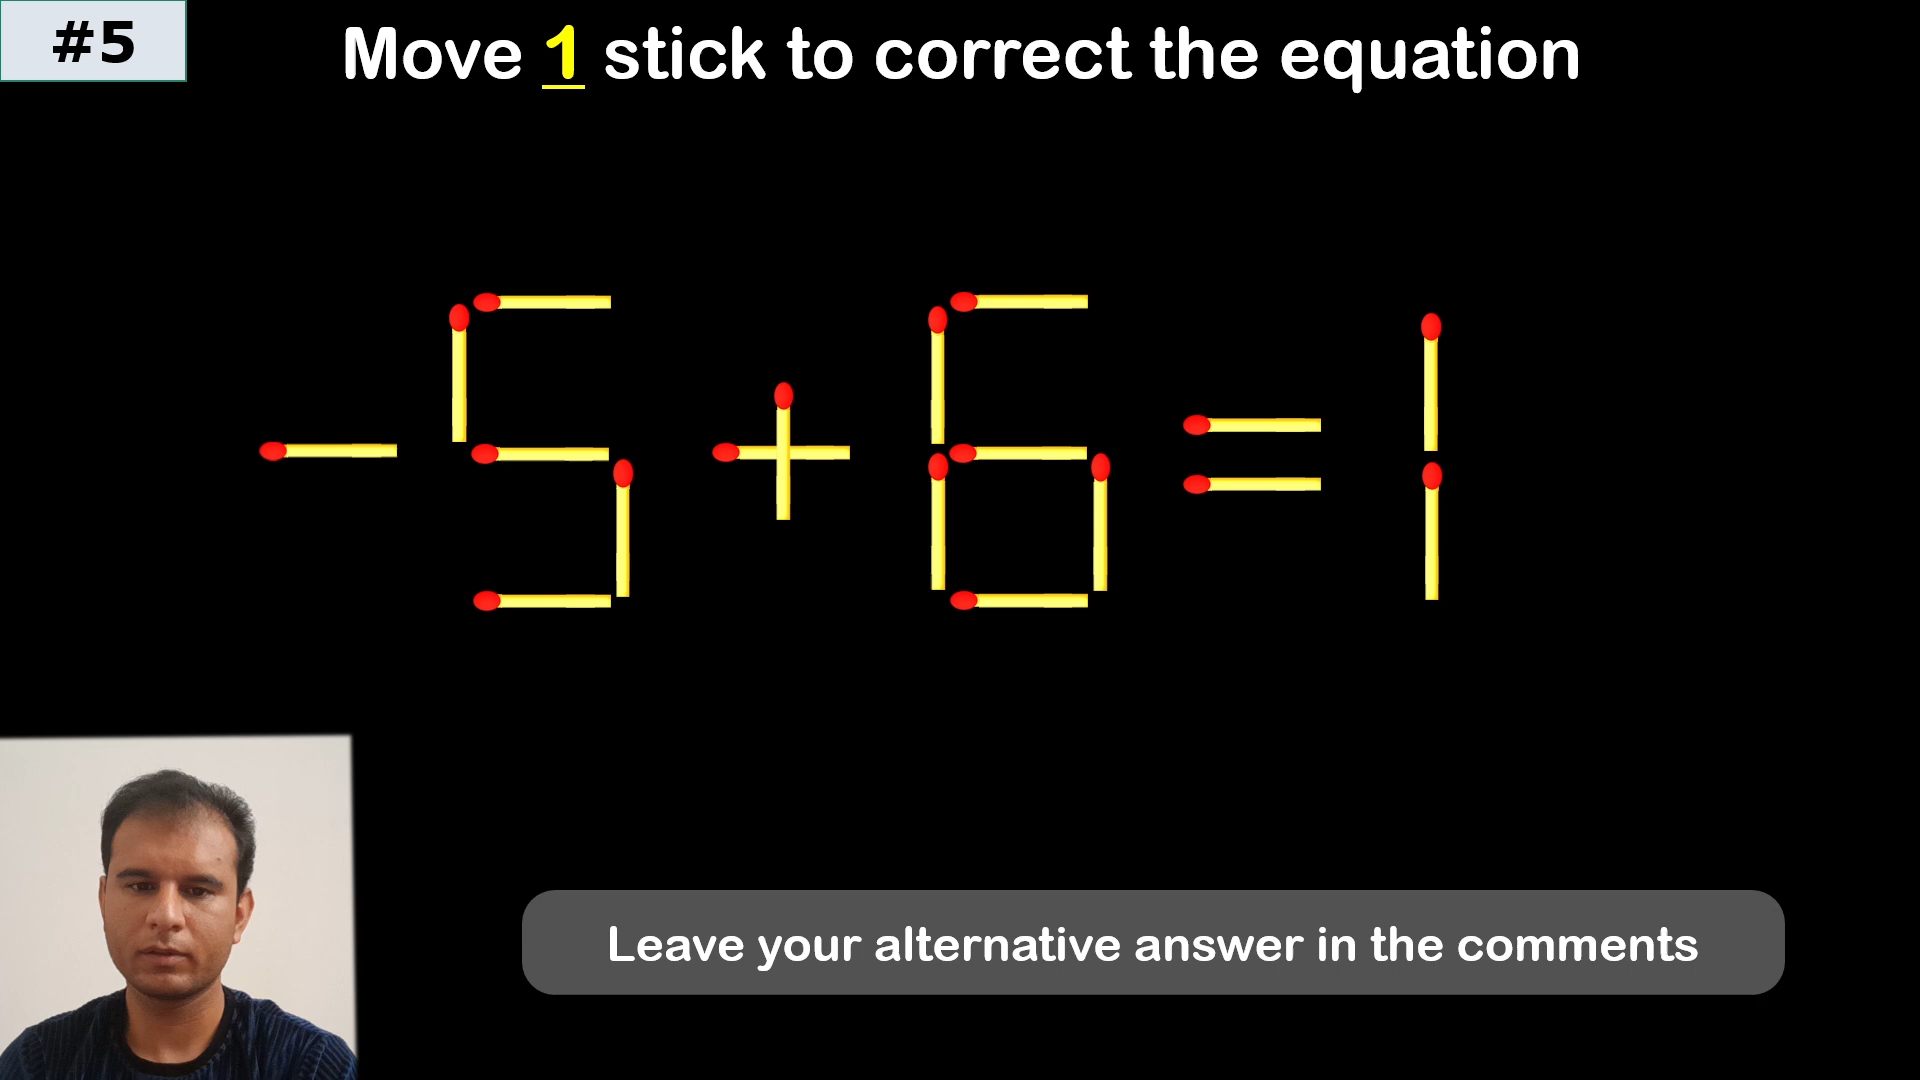 #5
Move 1 stick to correct the equation
-5+6=1
Leave your alternative answer in the comments